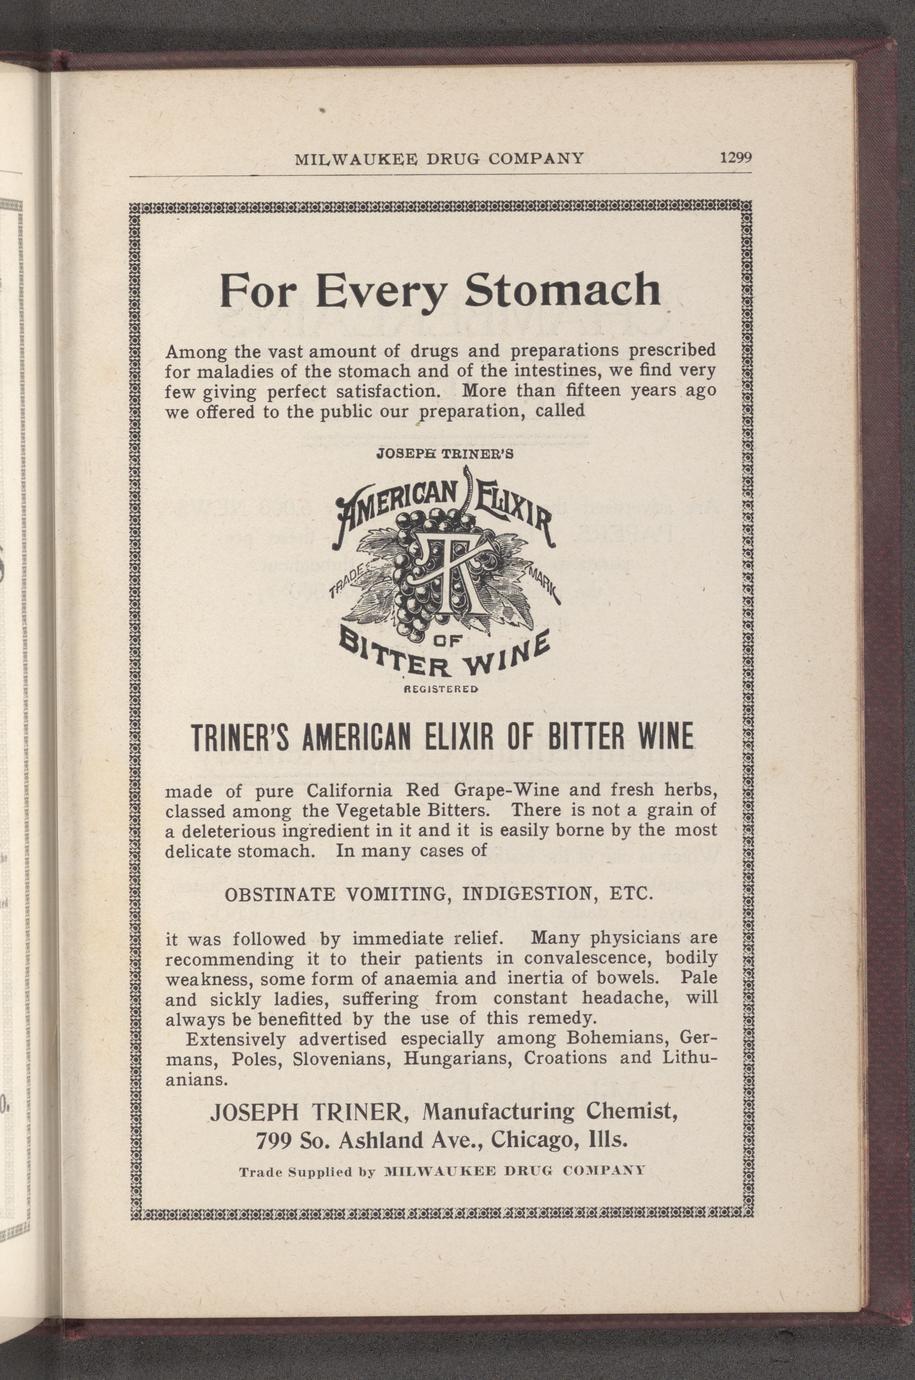 MILWAUKEE DRUG COMPANY 1299
For Every Stomach
Among the vast amount of drugs and preparations prescribed
for maladies of the stomach and of the intestines, we find very
few giving perfect satisfaction. More than fifteen years ago
we offered to the public our preparation, called
JOSEPH TRINER'S
AMERICAN ELIXIR
TRADE MARK
OF
BITTER WINE
REGISTERED
TRINER'S AMERICAN ELIXIR OF BITTER WINE
made of pure California Red Grape-Wine and fresh herbs,
classed among the Vegetable Bitters. There is not a grain of
a deleterious ingredient in it and it is easily borne by the most
delicate stomach. In many cases of
OBSTINATE VOMITING, INDIGESTION, ETC.
it was followed by immediate relief. Many physicians are
recommending it to their patients in convalescence, bodily
weakness, some form of anaemia and inertia of bowels. Pale
and sickly ladies, suffering from constant headache, will
always be benefitted by the use of this remedy.
Extensively advertised especially among Bohemians, Ger-
mans, Poles, Slovenians, Hungarians, Croations and Lithu-
anians.
JOSEPH TRINER, Manufacturing Chemist,
799 So. Ashland Ave., Chicago, Ills.
Trade Supplied by MILWAUKEE DRUG COMPANY